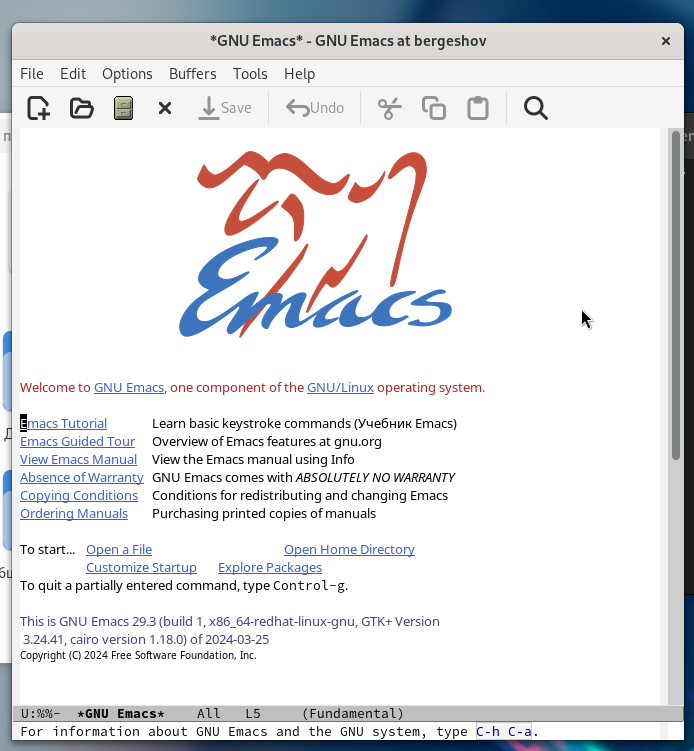 *GNU Emacs* - GNU Emacs at bergeshov
File Edit Options Buffers Tools Help
Save Undo
Emacs
Welcome to GNU Emacs, one component of the GNU/Linux operating system.
Emacs Tutorial Learn basic keystroke commands (Учебник Emacs)
Emacs Guided Tour Overview of Emacs features at gnu.org
View Emacs Manual View the Emacs manual using Info
Absence of Warranty GNU Emacs comes with ABSOLUTELY NO WARRANTY
Copying Conditions Conditions for redistributing and changing Emacs
Ordering Manuals Purchasing printed copies of manuals
To start... Open a File Open Home Directory
Customize Startup Explore Packages
To quit a partially entered command, type Control-g.
This is GNU Emacs 29.3 (build 1, x86_64-redhat-linux-gnu, GTK+ Version
3.24.41, cairo version 1.18.0) of 2024-03-25
Copyright (C) 2024 Free Software Foundation, Inc.
U:%%- *GNU Emacs* All L5 (Fundamental)
For information about GNU Emacs and the GNU system, type C-h C-a.